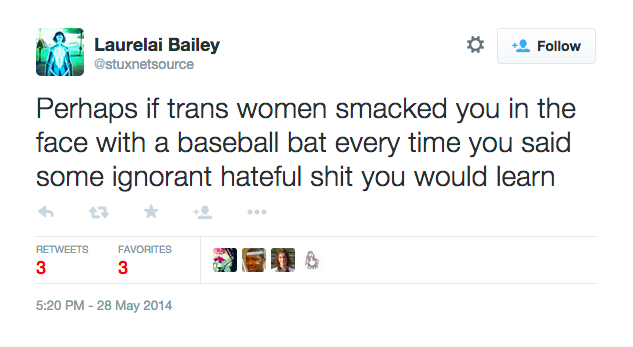 Laurelai Bailey
@stuxnetsource
Follow
Perhaps if trans women smacked you in the
face with a baseball bat every time you said
some ignorant hateful shit you would learn
RETWEETS FAVORITES
3 3
5:20 PM - 28 May 2014